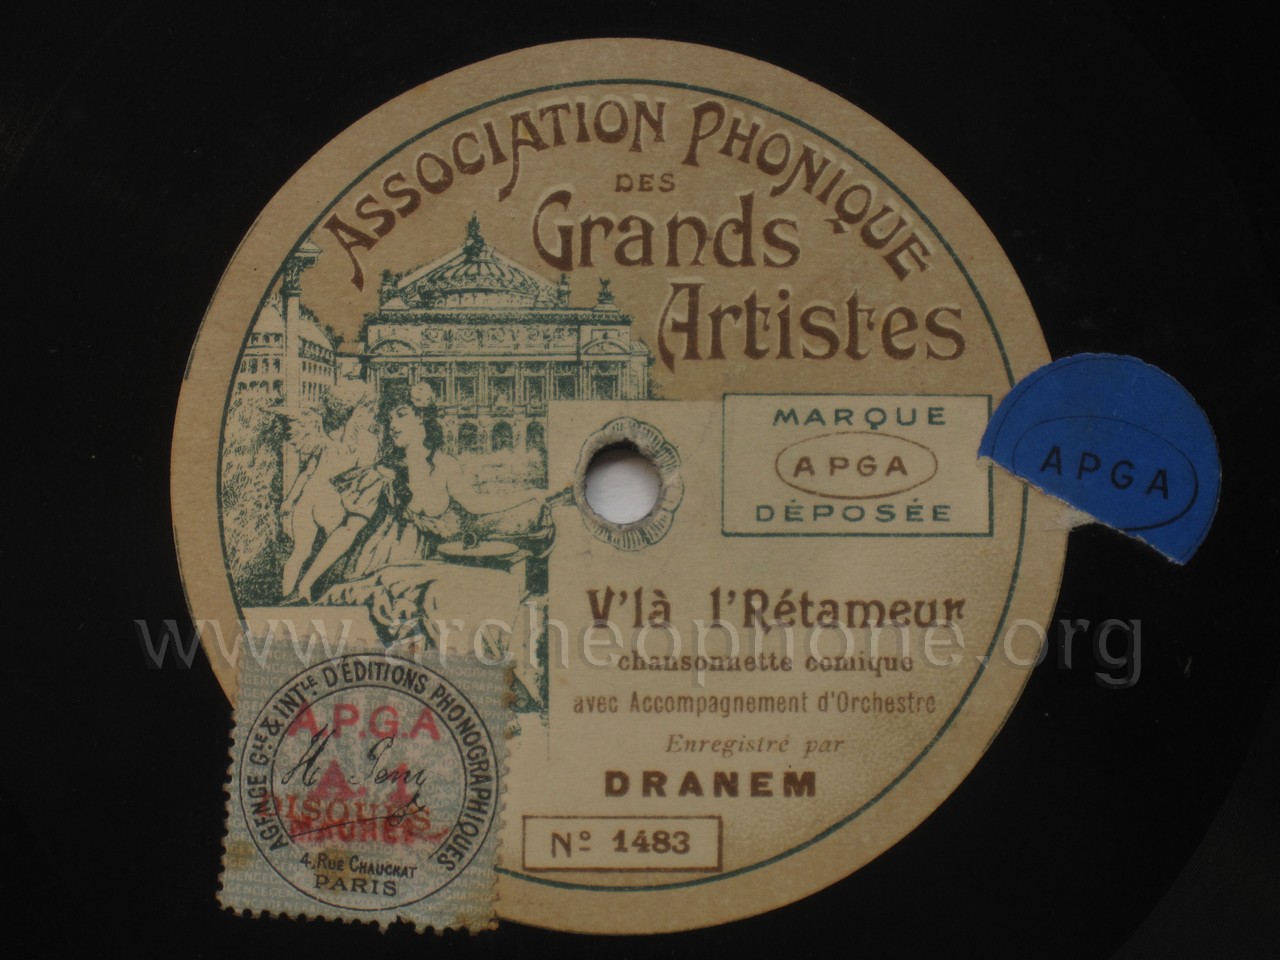 ASSOCIATION PHONIQUE
DES
Grands
Artistes
MARQUE
APGA
DÉPOSÉE
APGA
V'là l'Rétameur
chansonnette comique
avec Accompagnement d'Orchestre
Enregistré par
DRANEM
Nº 1483
www.archeophone.org
AGENCE GLE. & INTLE D'ÉDITIONS PHONOGRAPHIQUES
A.P.G.A
DISQUES
4, RUE CHAUCHAT
PARIS